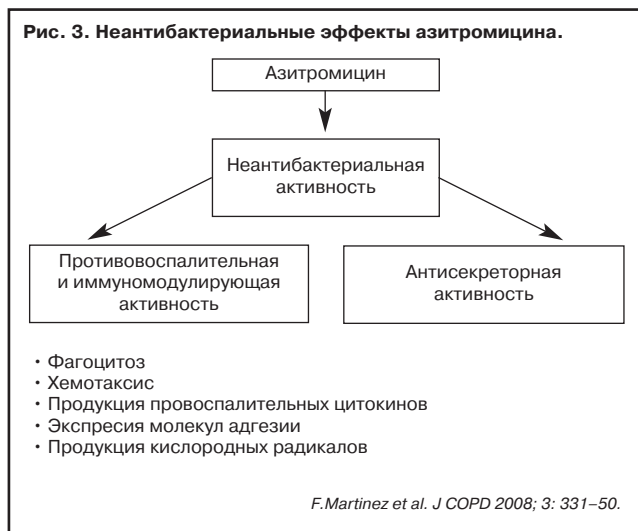 Рис. 3. Неантибактериальные эффекты азитромицина.
Азитромицин
Неантибактериальная
активность
Противовоспалительная
и иммуномодулирующая
активность
Антисекреторная
активность
· Фагоцитоз
· Хемотаксис
· Продукция провоспалительных цитокинов
· Экспресия молекул адгезии
· Продукция кислородных радикалов
F.Martinez et al. J COPD 2008; 3: 331–50.